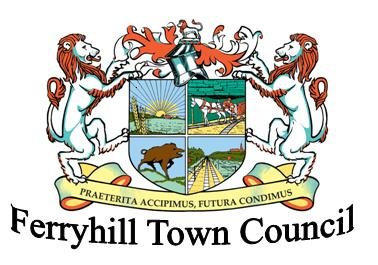 PRAETERITA ACCIPIMUS, FUTURA CONDIMUS
Ferryhill Town Council